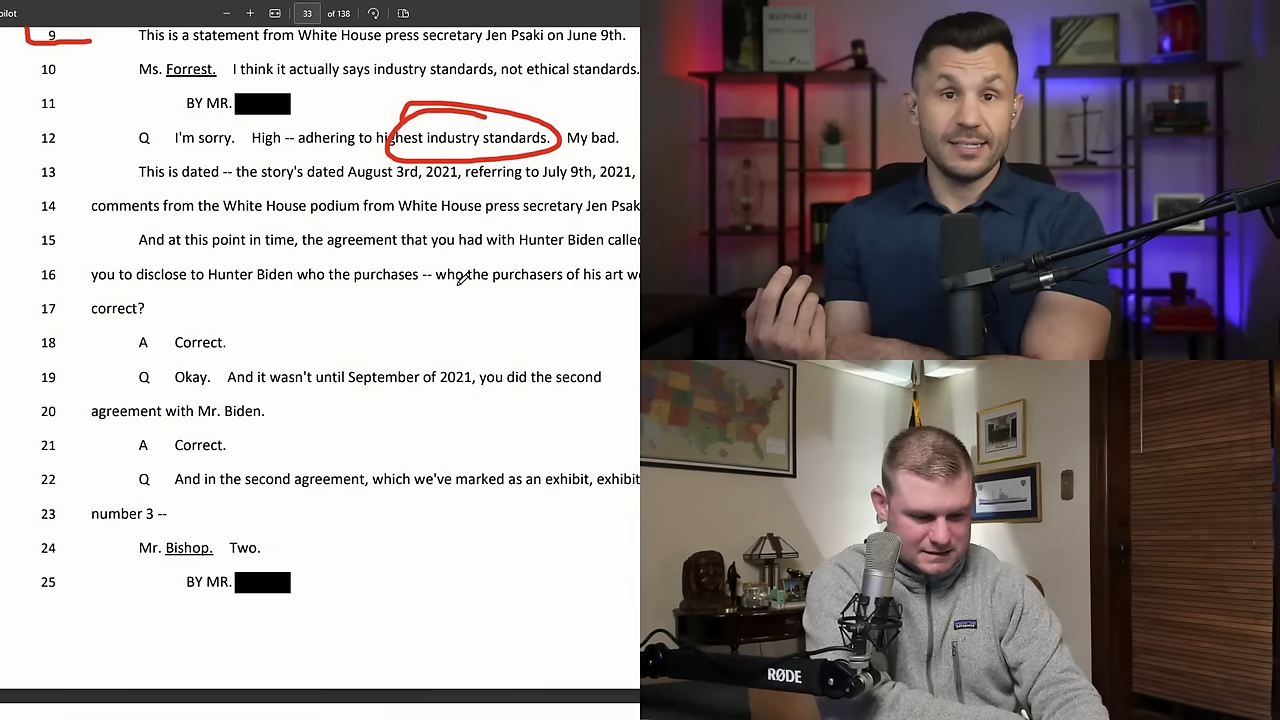 pilot
33 of 138
9 This is a statement from White House press secretary Jen Psaki on June 9th.
10 Ms. Forrest. I think it actually says industry standards, not ethical standards.
11 BY MR.
12 Q I'm sorry. High -- adhering to highest industry standards. My bad.
13 This is dated -- the story's dated August 3rd, 2021, referring to July 9th, 2021,
14 comments from the White House podium from White House press secretary Jen Psak
15 And at this point in time, the agreement that you had with Hunter Biden called
16 you to disclose to Hunter Biden who the purchases -- who the purchasers of his art w
17 correct?
18 A Correct.
19 Q Okay. And it wasn't until September of 2021, you did the second
20 agreement with Mr. Biden.
21 A Correct.
22 Q And in the second agreement, which we've marked as an exhibit, exhibit
23 number 3 --
24 Mr. Bishop. Two.
25 BY MR.
REPORT
patagonia
RØDE